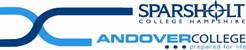 SPARSHOLT
COLLEGE HAMPSHIRE
ANDOVERCOLLEGE
prepared for life